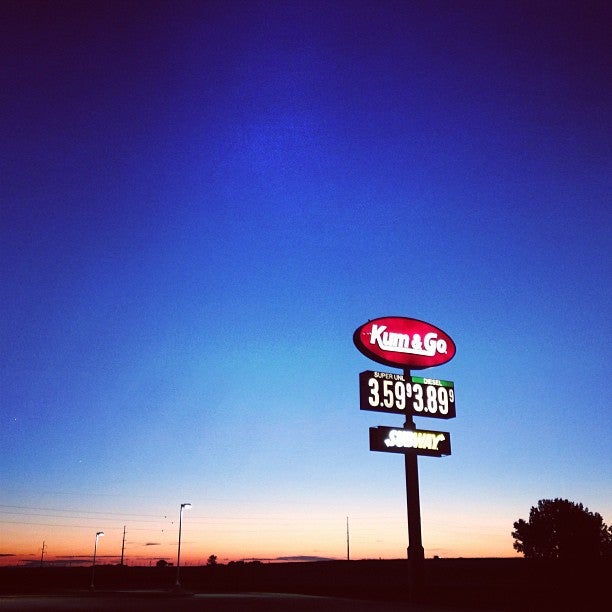 Kum & Go
SUPER UNL DIESEL
3.59⁹ 3.89⁹
SUBWAY